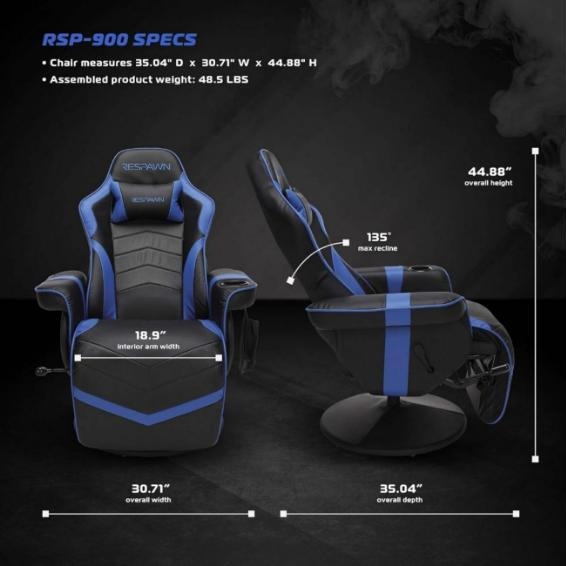 RSP-900 SPECS
• Chair measures 35.04" D x 30.71" W x 44.88" H
• Assembled product weight: 48.5 LBS
44.88"
overall height
RESPAWN
RESPAWN
135°
max recline
18.9"
interior arm width
30.71"
overall width
35.04"
overall depth